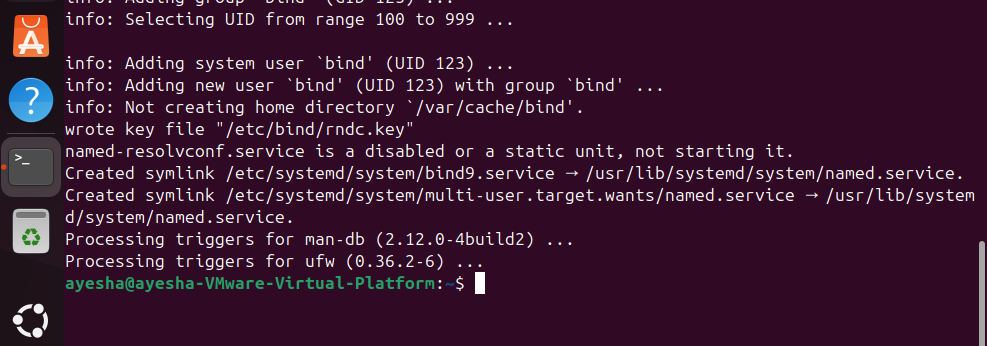 info: Adding group `bind' (GID 125) ...
info: Selecting UID from range 100 to 999 ...
info: Adding system user `bind' (UID 123) ...
info: Adding new user `bind' (UID 123) with group `bind' ...
info: Not creating home directory `/var/cache/bind'.
wrote key file "/etc/bind/rndc.key"
named-resolvconf.service is a disabled or a static unit, not starting it.
Created symlink /etc/systemd/system/bind9.service → /usr/lib/systemd/system/named.service.
Created symlink /etc/systemd/system/multi-user.target.wants/named.service → /usr/lib/system
d/system/named.service.
Processing triggers for man-db (2.12.0-4build2) ...
Processing triggers for ufw (0.36.2-6) ...
ayesha@ayesha-VMware-Virtual-Platform:~$